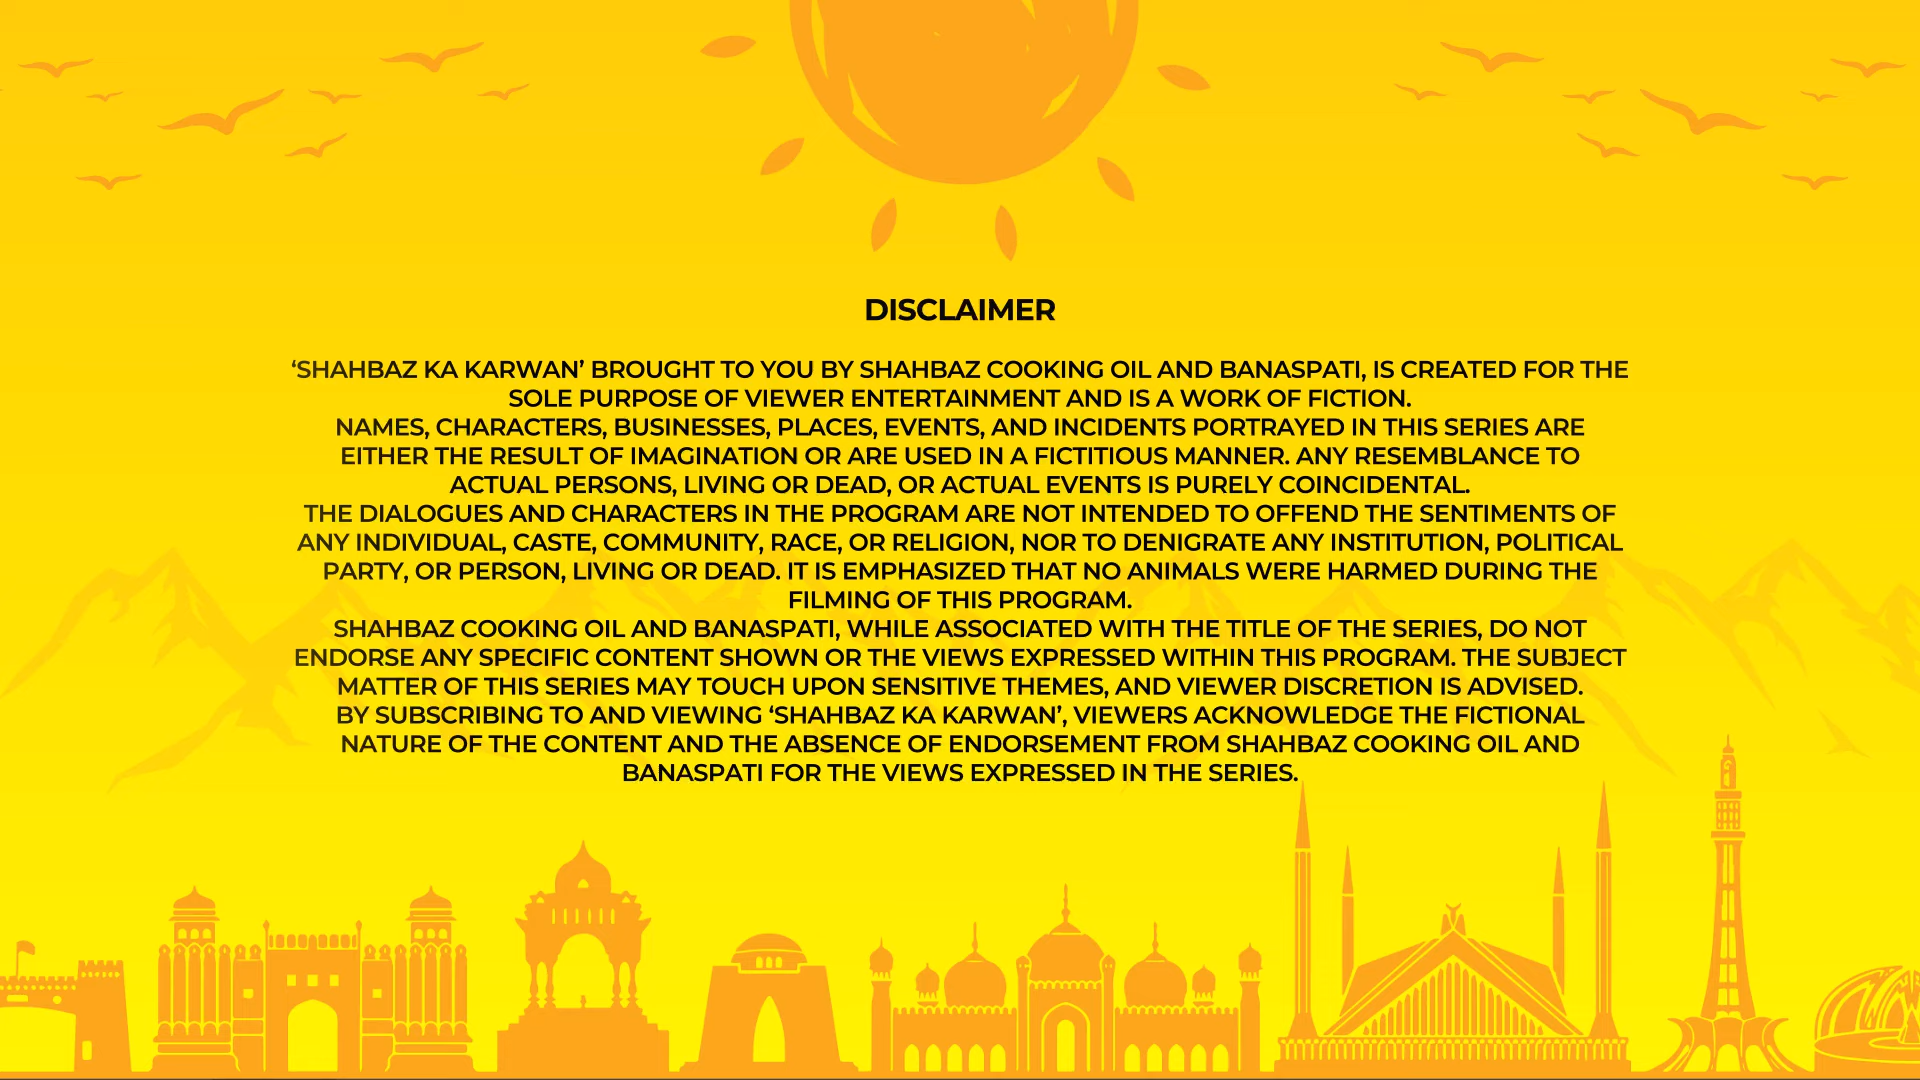 DISCLAIMER
‘SHAHBAZ KA KARWAN’ BROUGHT TO YOU BY SHAHBAZ COOKING OIL AND BANASPATI, IS CREATED FOR THE
SOLE PURPOSE OF VIEWER ENTERTAINMENT AND IS A WORK OF FICTION.
NAMES, CHARACTERS, BUSINESSES, PLACES, EVENTS, AND INCIDENTS PORTRAYED IN THIS SERIES ARE
EITHER THE RESULT OF IMAGINATION OR ARE USED IN A FICTITIOUS MANNER. ANY RESEMBLANCE TO
ACTUAL PERSONS, LIVING OR DEAD, OR ACTUAL EVENTS IS PURELY COINCIDENTAL.
THE DIALOGUES AND CHARACTERS IN THE PROGRAM ARE NOT INTENDED TO OFFEND THE SENTIMENTS OF
ANY INDIVIDUAL, CASTE, COMMUNITY, RACE, OR RELIGION, NOR TO DENIGRATE ANY INSTITUTION, POLITICAL
PARTY, OR PERSON, LIVING OR DEAD. IT IS EMPHASIZED THAT NO ANIMALS WERE HARMED DURING THE
FILMING OF THIS PROGRAM.
SHAHBAZ COOKING OIL AND BANASPATI, WHILE ASSOCIATED WITH THE TITLE OF THE SERIES, DO NOT
ENDORSE ANY SPECIFIC CONTENT SHOWN OR THE VIEWS EXPRESSED WITHIN THIS PROGRAM. THE SUBJECT
MATTER OF THIS SERIES MAY TOUCH UPON SENSITIVE THEMES, AND VIEWER DISCRETION IS ADVISED.
BY SUBSCRIBING TO AND VIEWING ‘SHAHBAZ KA KARWAN’, VIEWERS ACKNOWLEDGE THE FICTIONAL
NATURE OF THE CONTENT AND THE ABSENCE OF ENDORSEMENT FROM SHAHBAZ COOKING OIL AND
BANASPATI FOR THE VIEWS EXPRESSED IN THE SERIES.